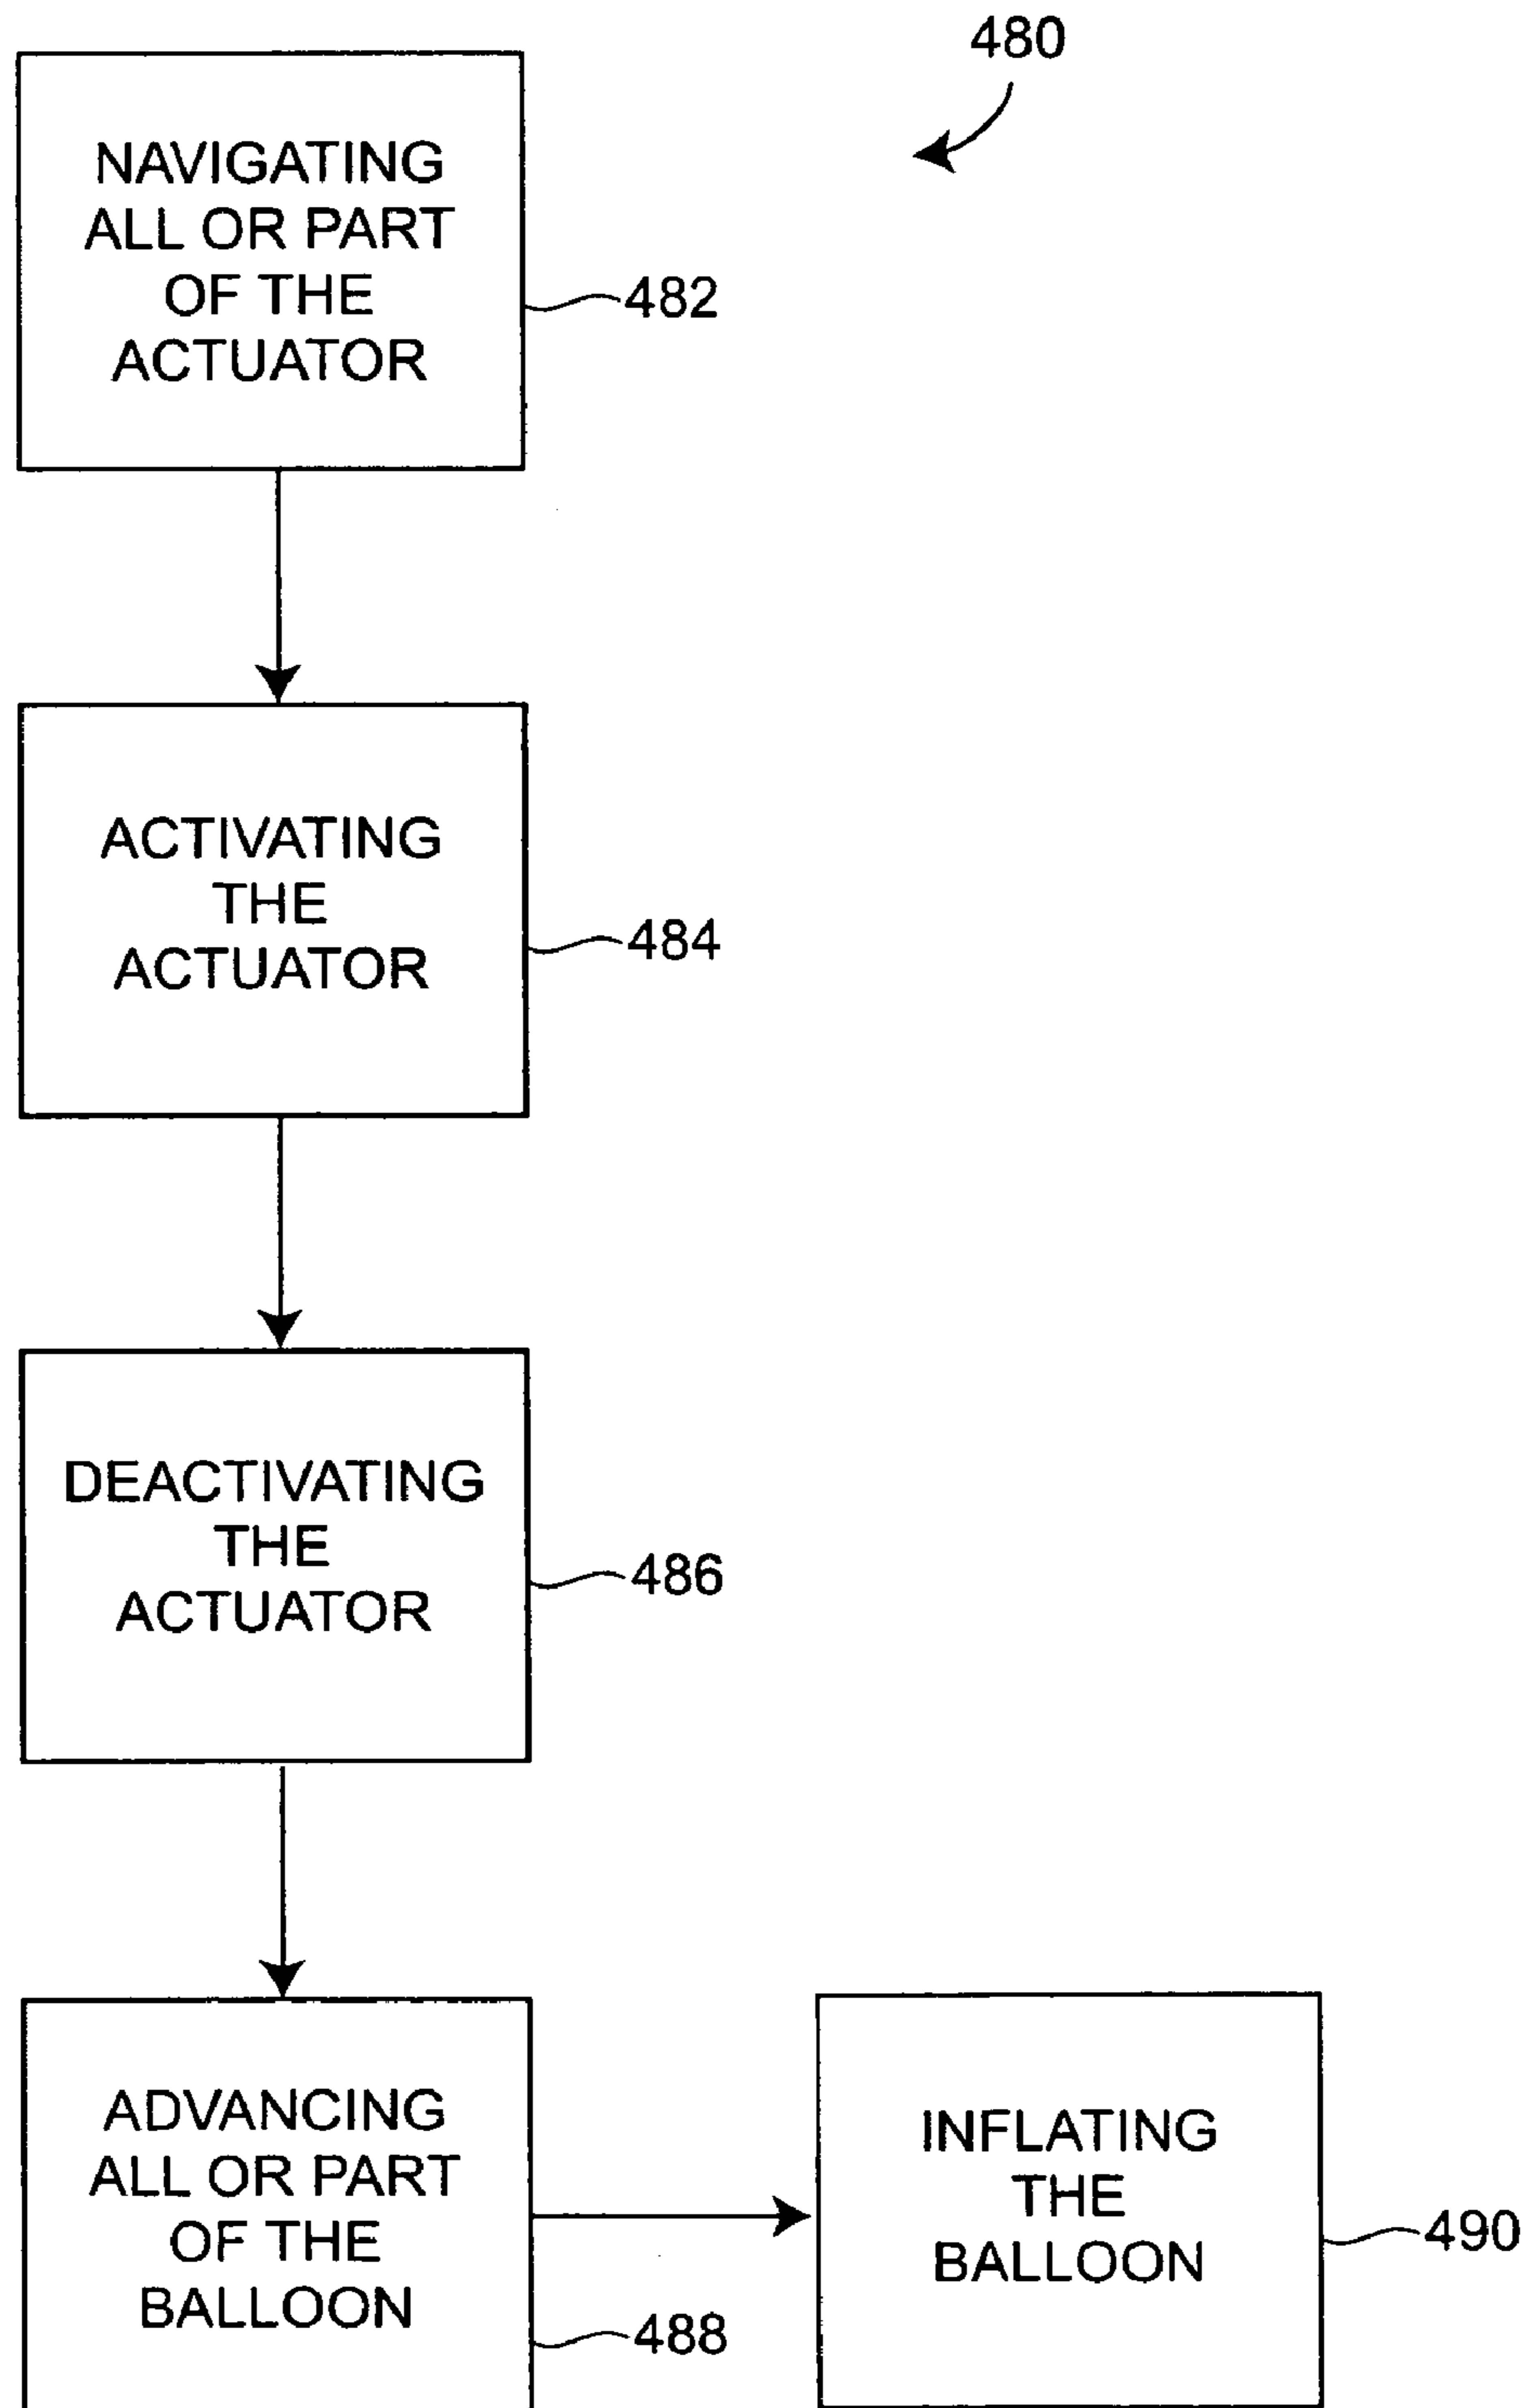 480
NAVIGATING
ALL OR PART
OF THE
ACTUATOR
482
ACTIVATING
THE
ACTUATOR
484
DEACTIVATING
THE
ACTUATOR
486
ADVANCING
ALL OR PART
OF THE
BALLOON
488
INFLATING
THE
BALLOON
490